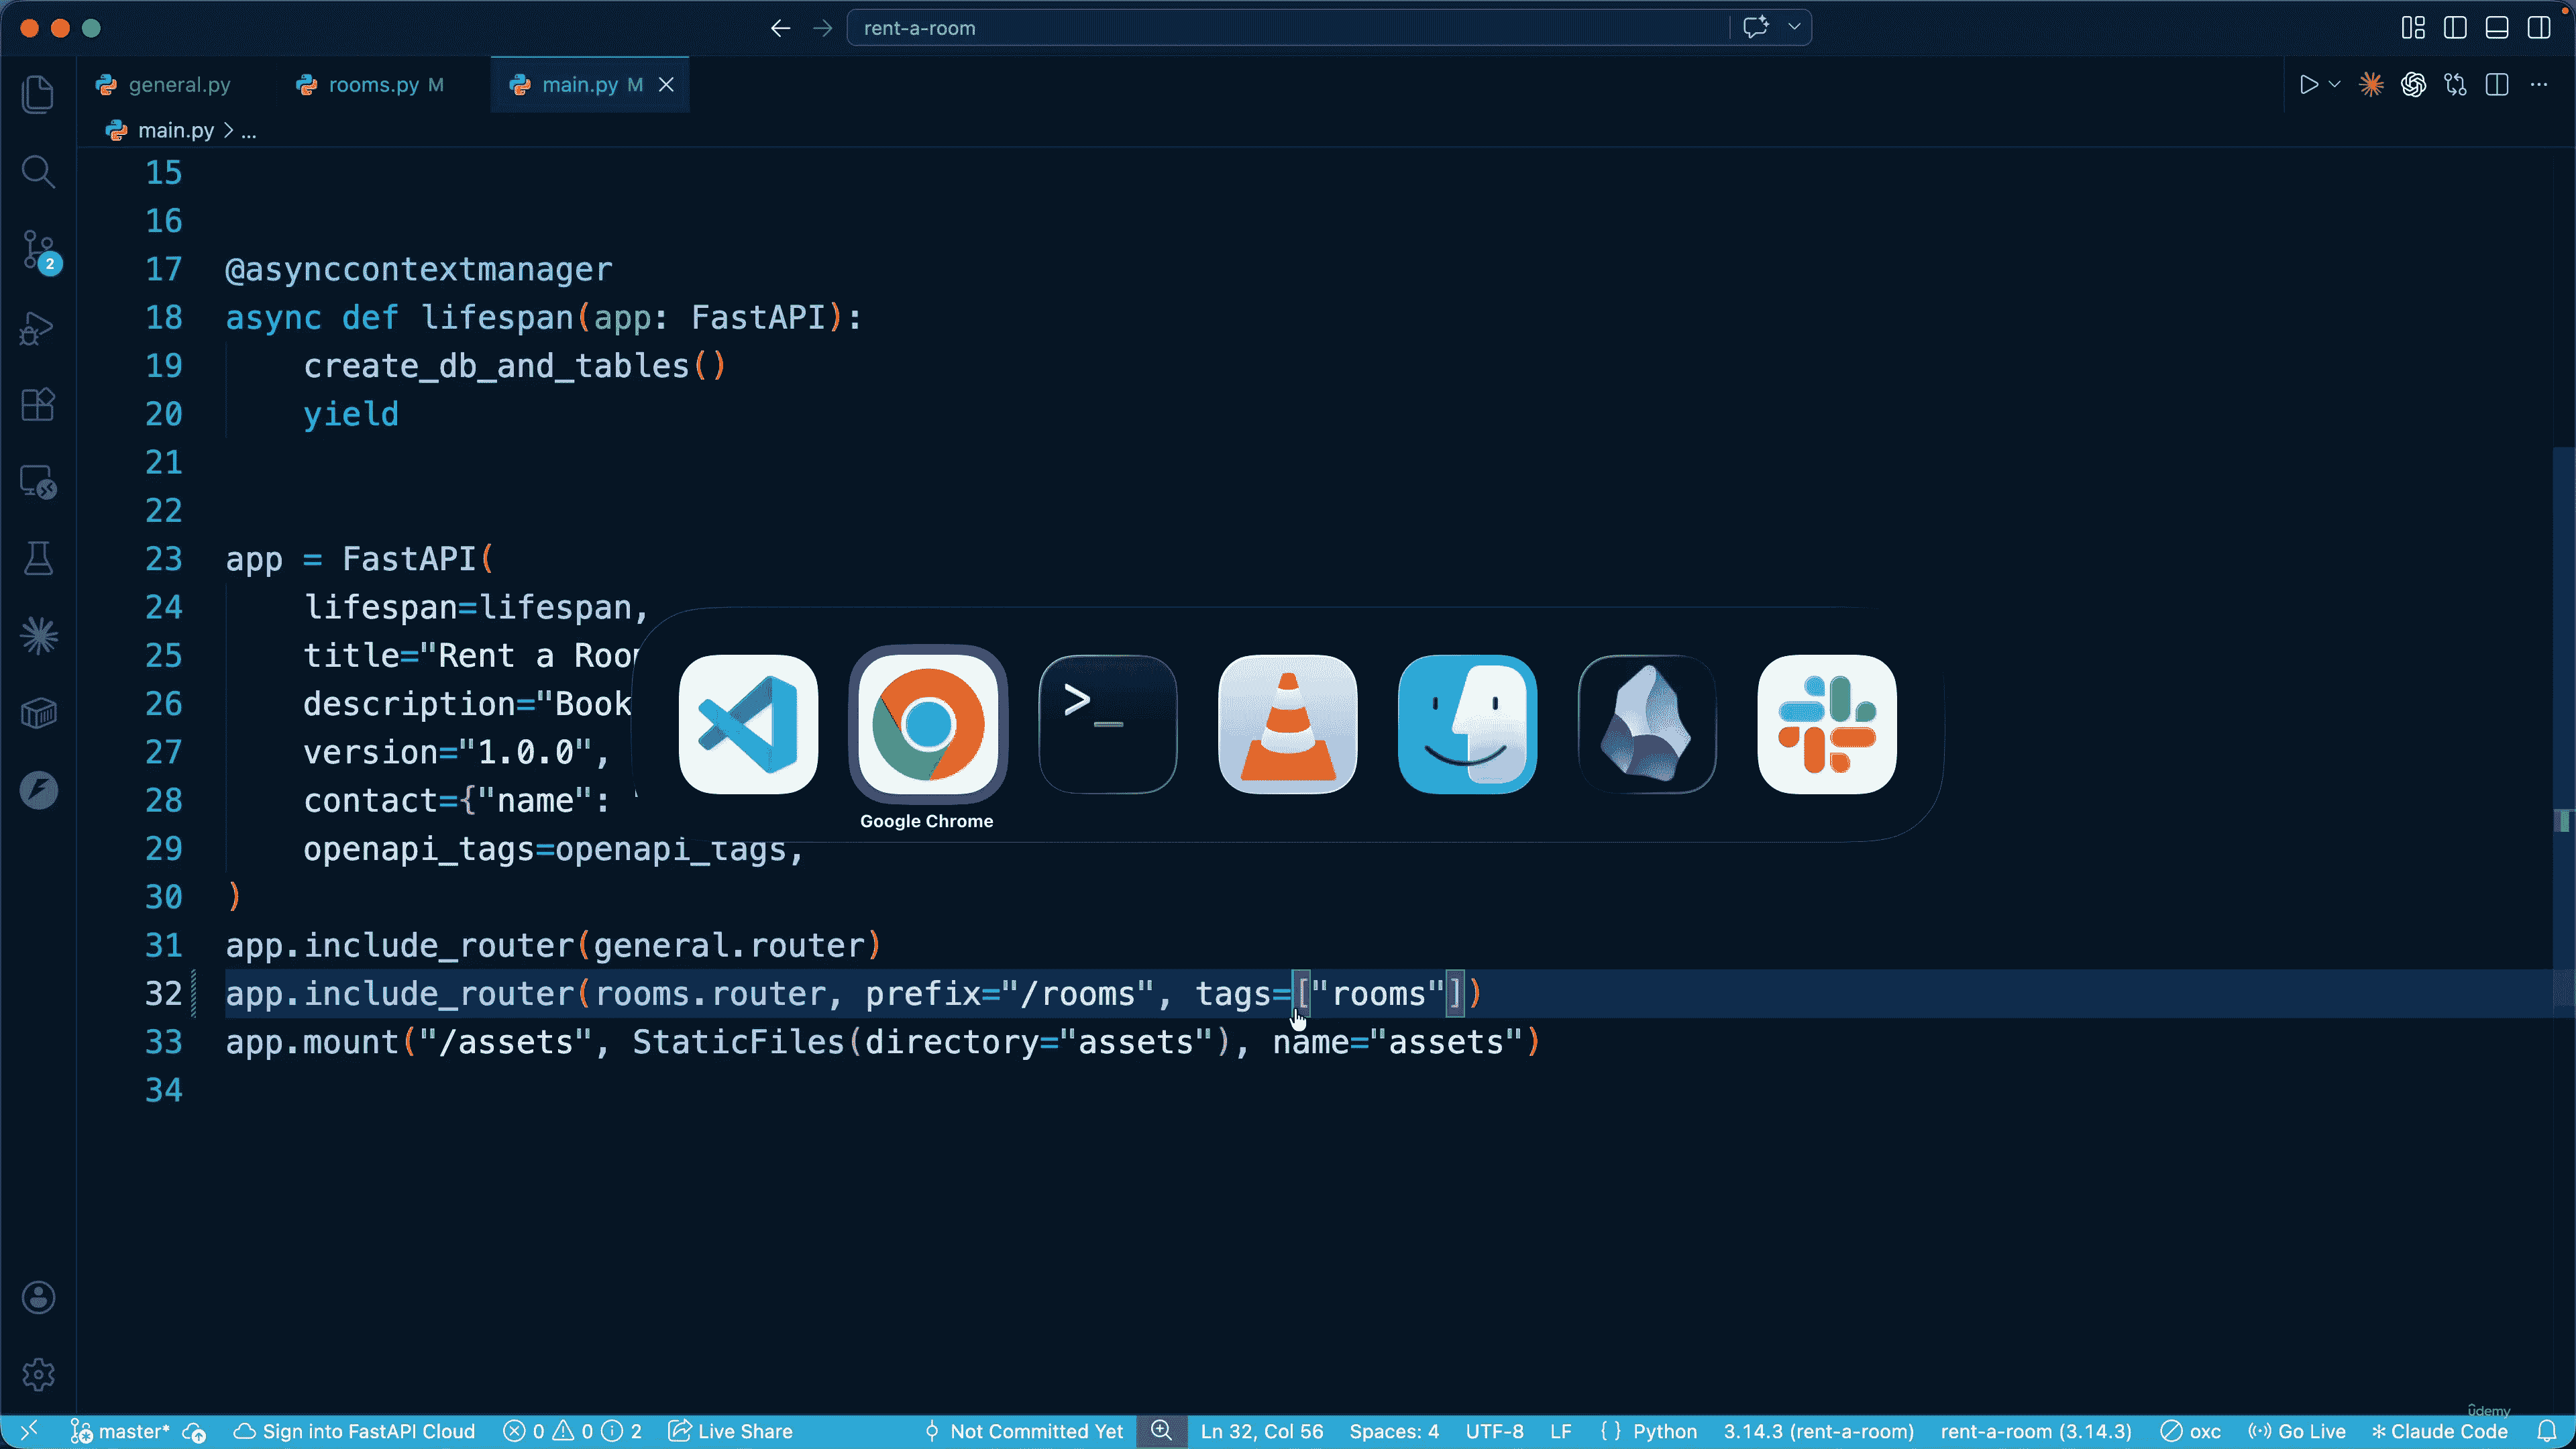 rent-a-room
general.py
rooms.py M
main.py M
main.py > ...
15
16
17 @asynccontextmanager
18 async def lifespan(app: FastAPI):
19 create_db_and_tables()
20 yield
21
22
23 app = FastAPI(
24 lifespan=lifespan,
25 title="Rent a Roo
26 description="Book
27 version="1.0.0",
28 contact={"name":
29 openapi_tags=openapi_tags,
30 )
31 app.include_router(general.router)
32 app.include_router(rooms.router, prefix="/rooms", tags=["rooms"])
33 app.mount("/assets", StaticFiles(directory="assets"), name="assets")
34
Google Chrome
2
udemy
master* Sign into FastAPI Cloud 0 0 2 Live Share Not Committed Yet Ln 32, Col 56 Spaces: 4 UTF-8 LF { } Python 3.14.3 (rent-a-room) rent-a-room (3.14.3) oxc Go Live Claude Code